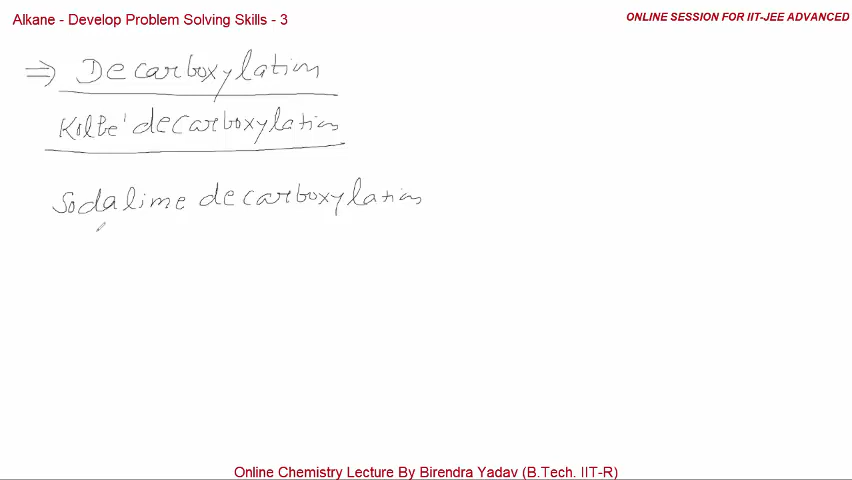 Alkane - Develop Problem Solving Skills - 3
ONLINE SESSION FOR IIT-JEE ADVANCED
⇒ Decarboxylation
Kolbe' decarboxylation
Sodalime decarboxylation
Online Chemistry Lecture By Birendra Yadav (B.Tech. IIT-R)